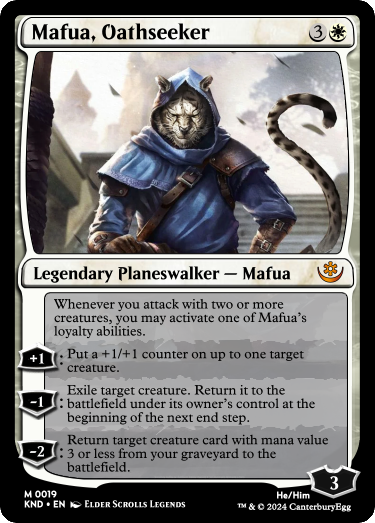 Mafua, Oathseeker 3
Legendary Planeswalker — Mafua
Whenever you attack with two or more
creatures, you may activate one of Mafua's
loyalty abilities.
+1: Put a +1/+1 counter on up to one target
creature.
-1: Exile target creature. Return it to the
battlefield under its owner's control at the
beginning of the next end step.
-2: Return target creature card with mana value
3 or less from your graveyard to the
battlefield.
3
M 0019 He/Him
KND • EN ELDER SCROLLS LEGENDS ™ & © 2024 CanterburyEgg